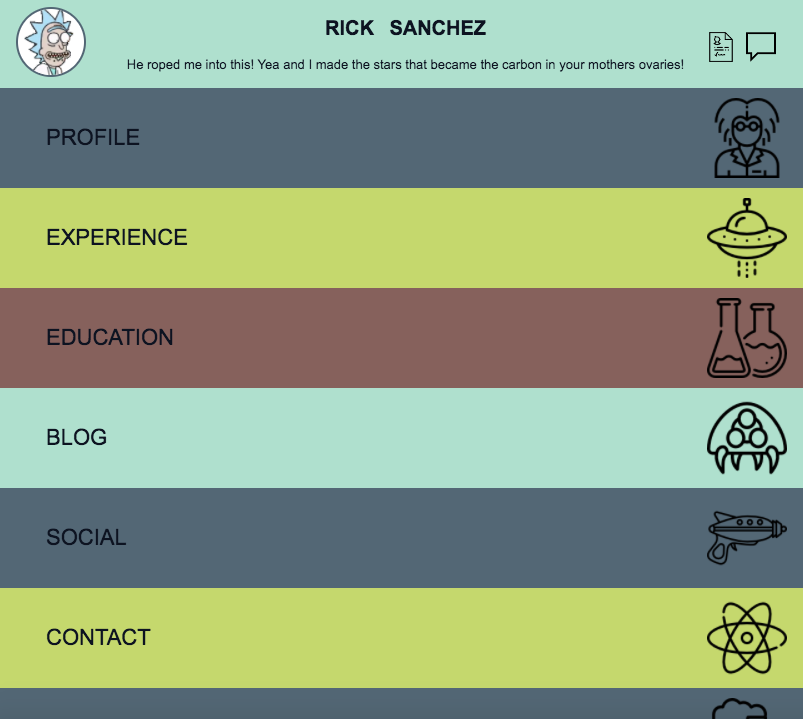 RICK SANCHEZ
He roped me into this! Yea and I made the stars that became the carbon in your mothers ovaries!
PROFILE
EXPERIENCE
EDUCATION
BLOG
SOCIAL
CONTACT